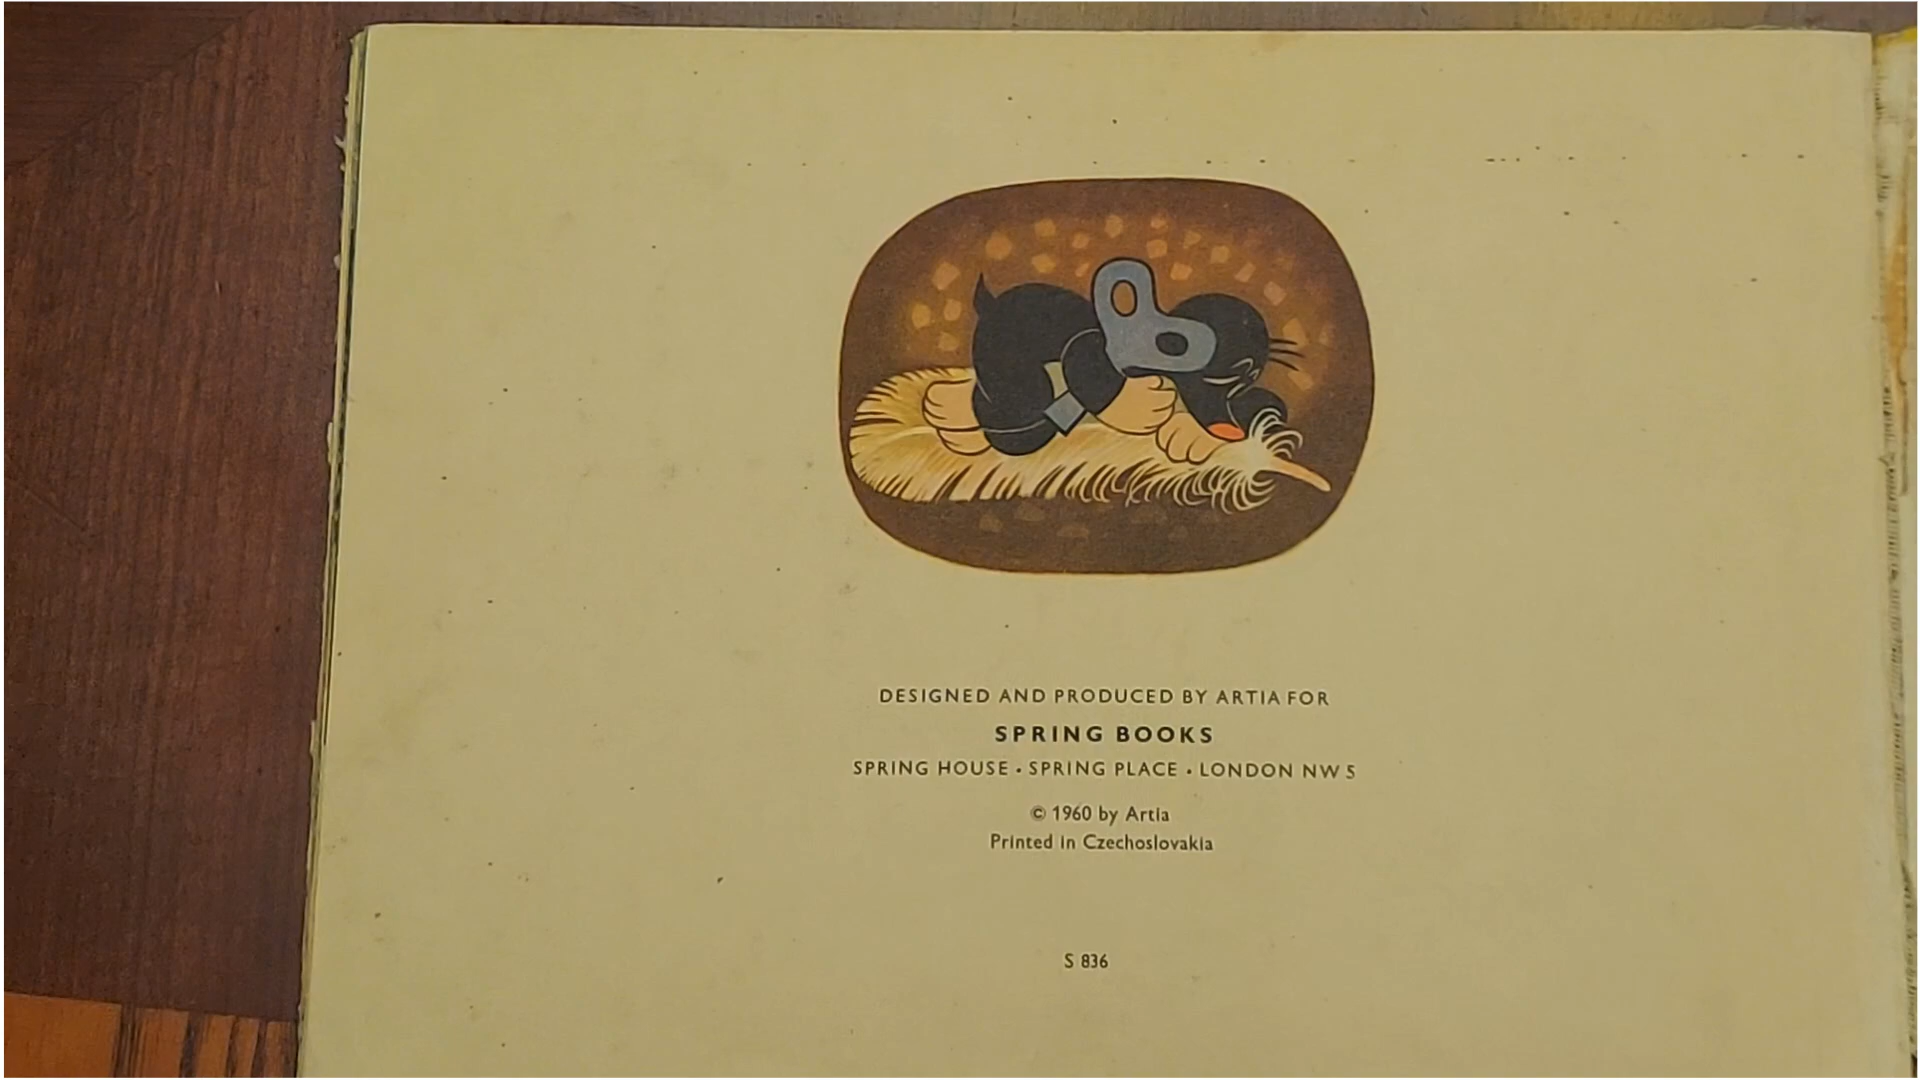 DESIGNED AND PRODUCED BY ARTIA FOR
SPRING BOOKS
SPRING HOUSE • SPRING PLACE • LONDON NW 5
© 1960 by Artia
Printed in Czechoslovakia
S 836